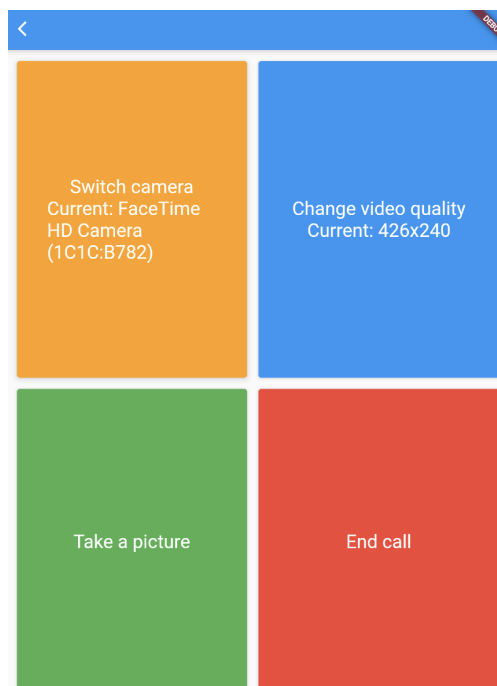 Switch camera
Current: FaceTime
HD Camera
(1C1C:B782)
Change video quality
Current: 426x240
Take a picture
End call